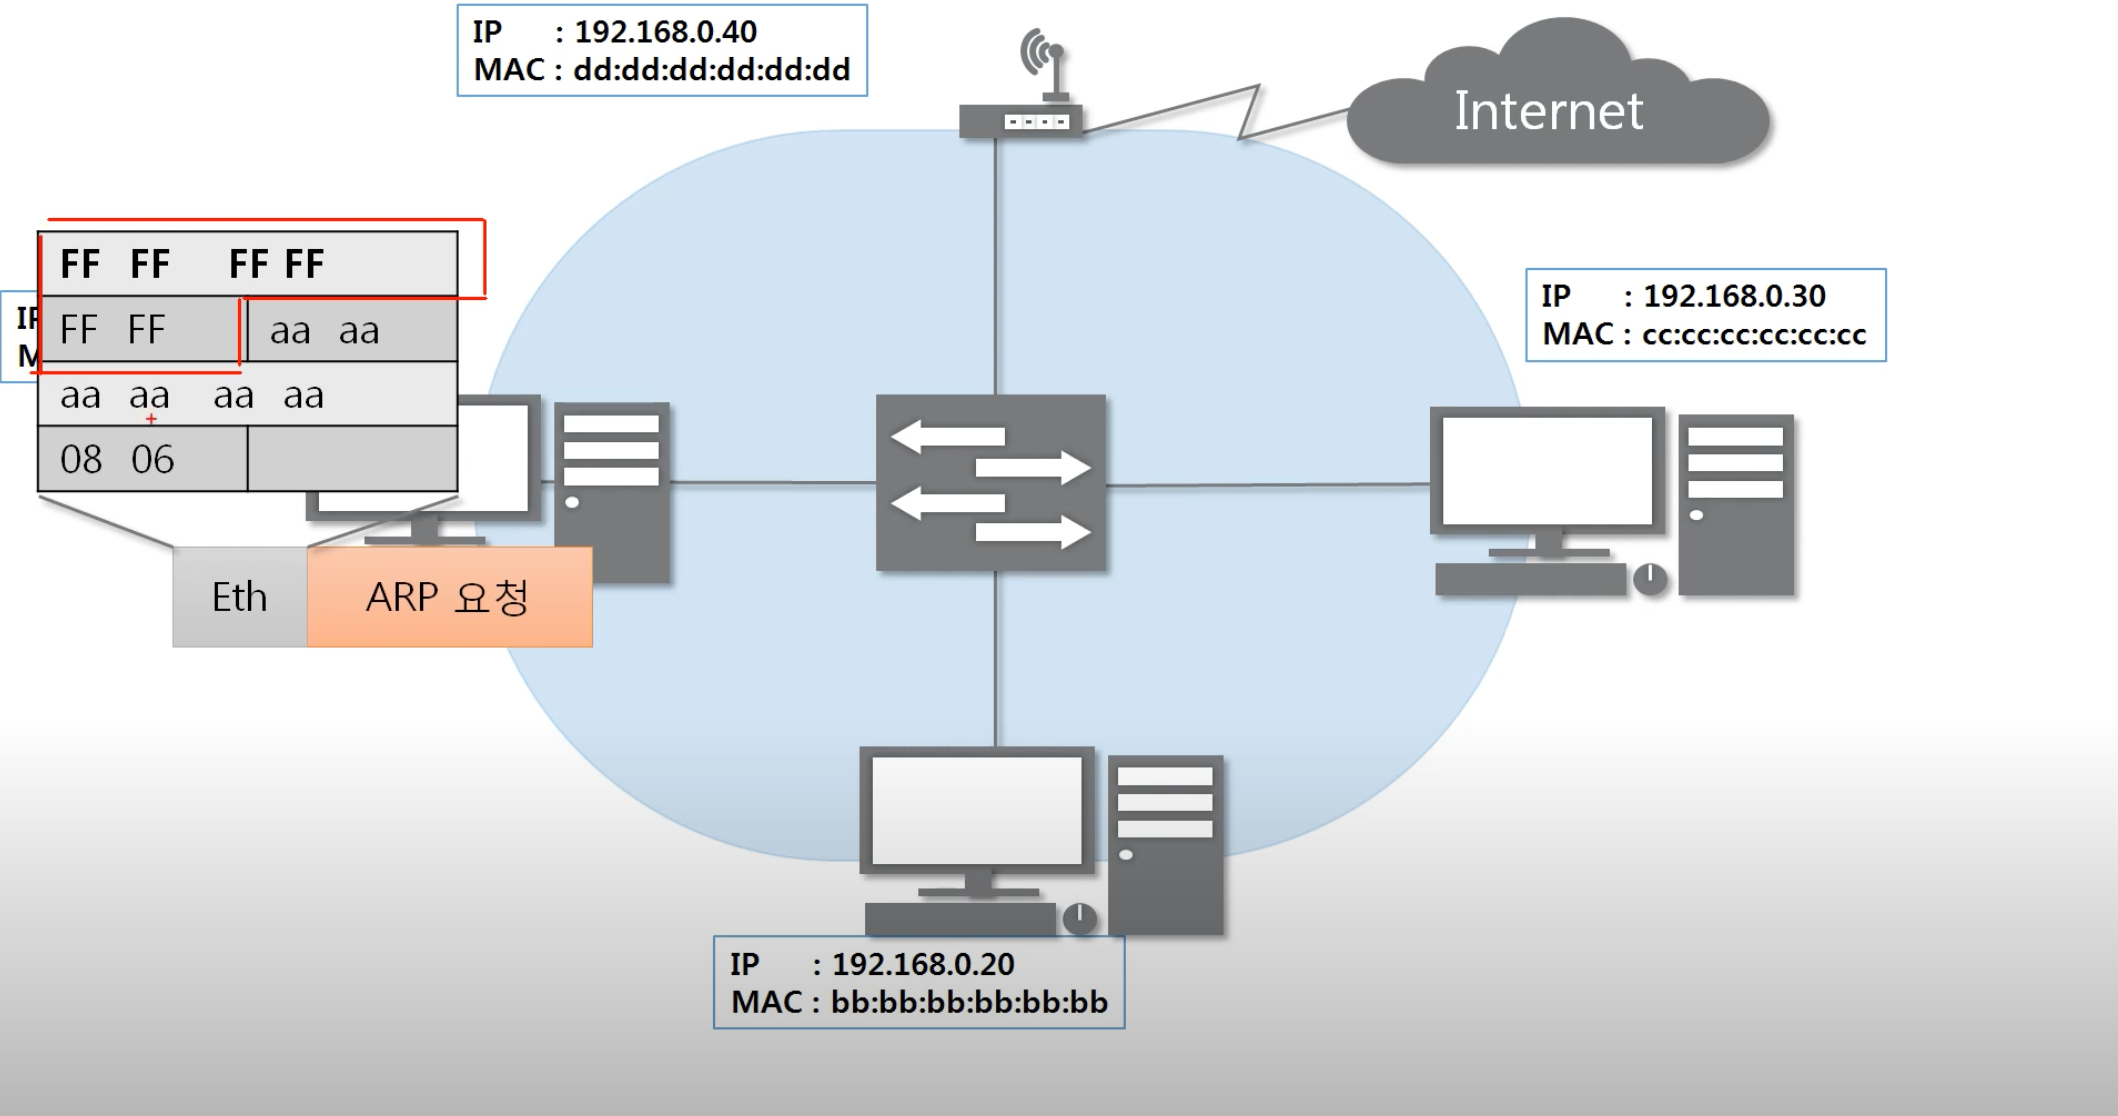 IP : 192.168.0.40
MAC : dd:dd:dd:dd:dd:dd
Internet
FF FF FF FF
FF FF aa aa
aa aa aa aa
08 06
Eth
ARP 요청
IP : 192.168.0.30
MAC : cc:cc:cc:cc:cc:cc
IP : 192.168.0.20
MAC : bb:bb:bb:bb:bb:bb